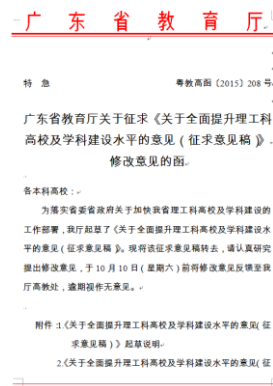 广东省教育厅
特 急 粤教高函〔2015〕208号
广东省教育厅关于征求《关于全面提升理工科
高校及学科建设水平的意见（征求意见稿）》
修改意见的函
各本科高校：
为落实省委省政府关于加快我省理工科高校及学科建设的
工作部署，我厅起草了《关于全面提升理工科高校及学科建设水
平的意见（征求意见稿）》。现将该征求意见稿转去，请认真研究
提出修改意见，于10月10日（星期六）前将修改意见反馈至我
厅高教处，逾期视作无意见。
附件：1.《关于全面提升理工科高校及学科建设水平的意见（征
求意见稿）》起草说明
2.《关于全面提升理工科高校及学科建设水平的意见（征